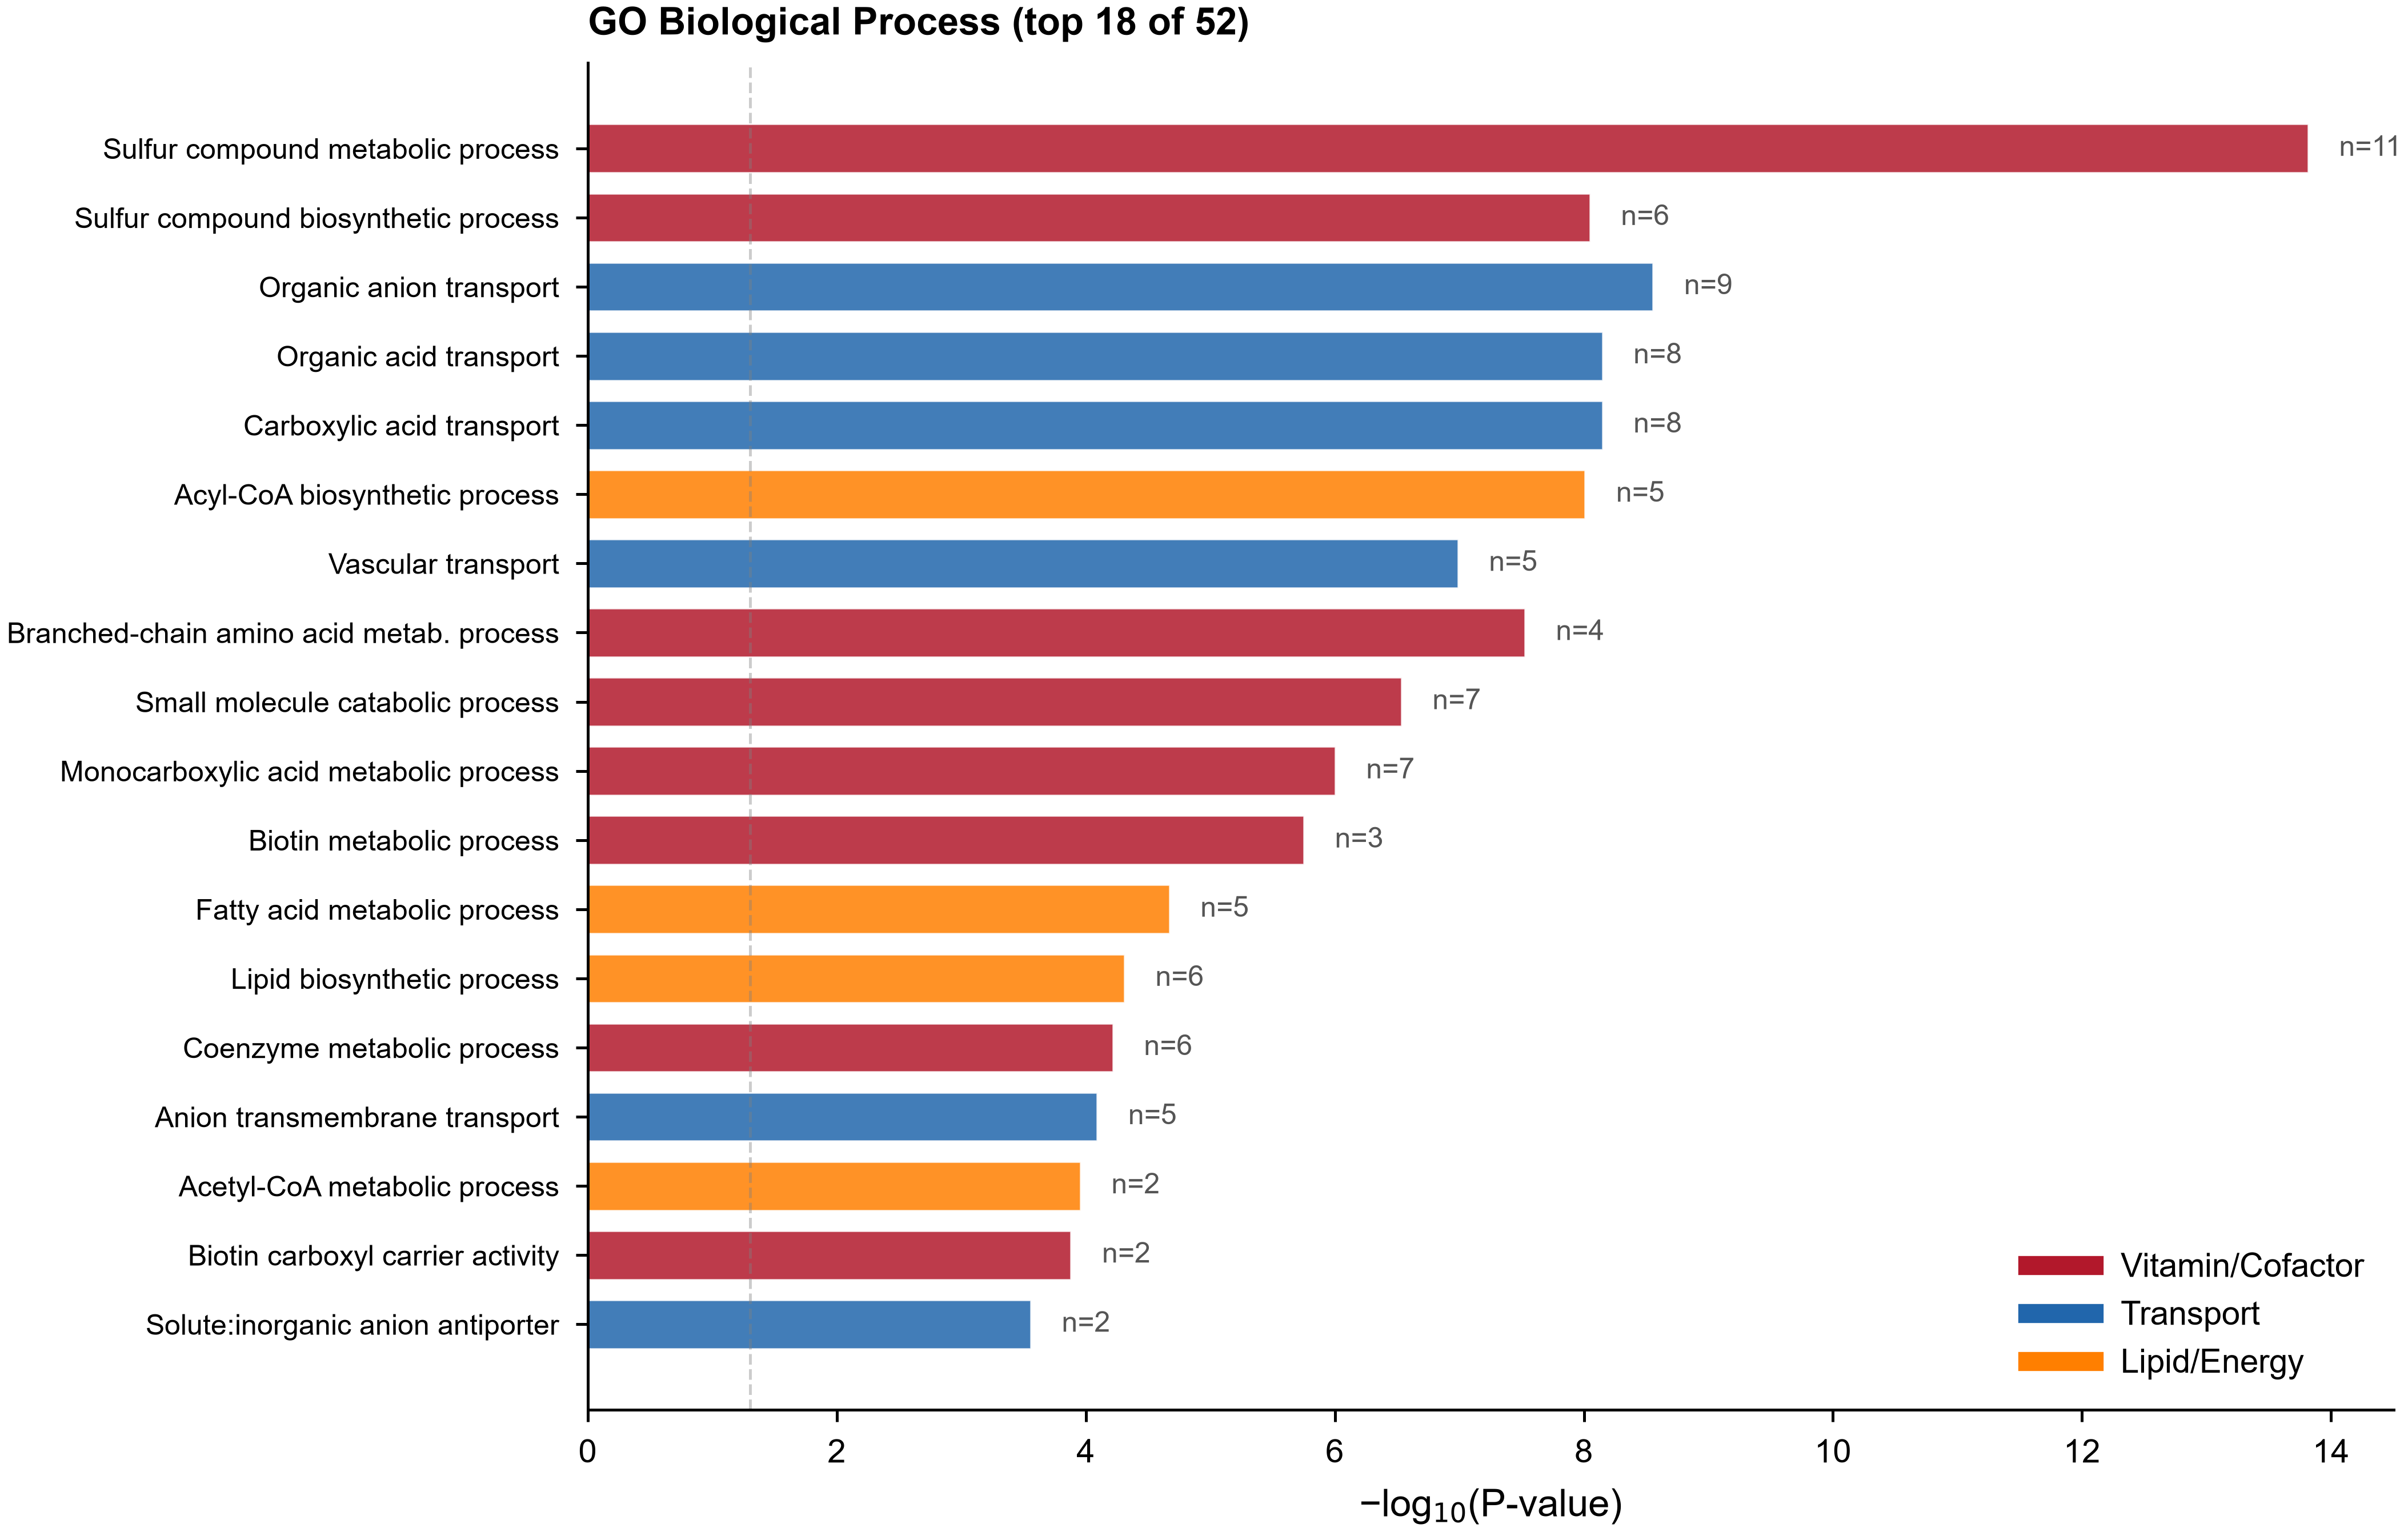 GO Biological Process (top 18 of 52)
Sulfur compound metabolic process n=11
Sulfur compound biosynthetic process n=6
Organic anion transport n=9
Organic acid transport n=8
Carboxylic acid transport n=8
Acyl-CoA biosynthetic process n=5
Vascular transport n=5
Branched-chain amino acid metab. process n=4
Small molecule catabolic process n=7
Monocarboxylic acid metabolic process n=7
Biotin metabolic process n=3
Fatty acid metabolic process n=5
Lipid biosynthetic process n=6
Coenzyme metabolic process n=6
Anion transmembrane transport n=5
Acetyl-CoA metabolic process n=2
Biotin carboxyl carrier activity n=2
Solute:inorganic anion antiporter n=2
Vitamin/Cofactor
Transport
Lipid/Energy
0 2 4 6 8 10 12 14
−log₁₀(P-value)